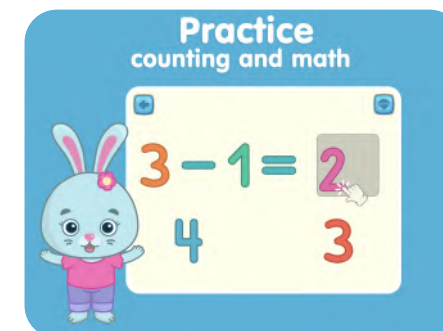 Practice
counting and math
3 - 1 = 2
4 3